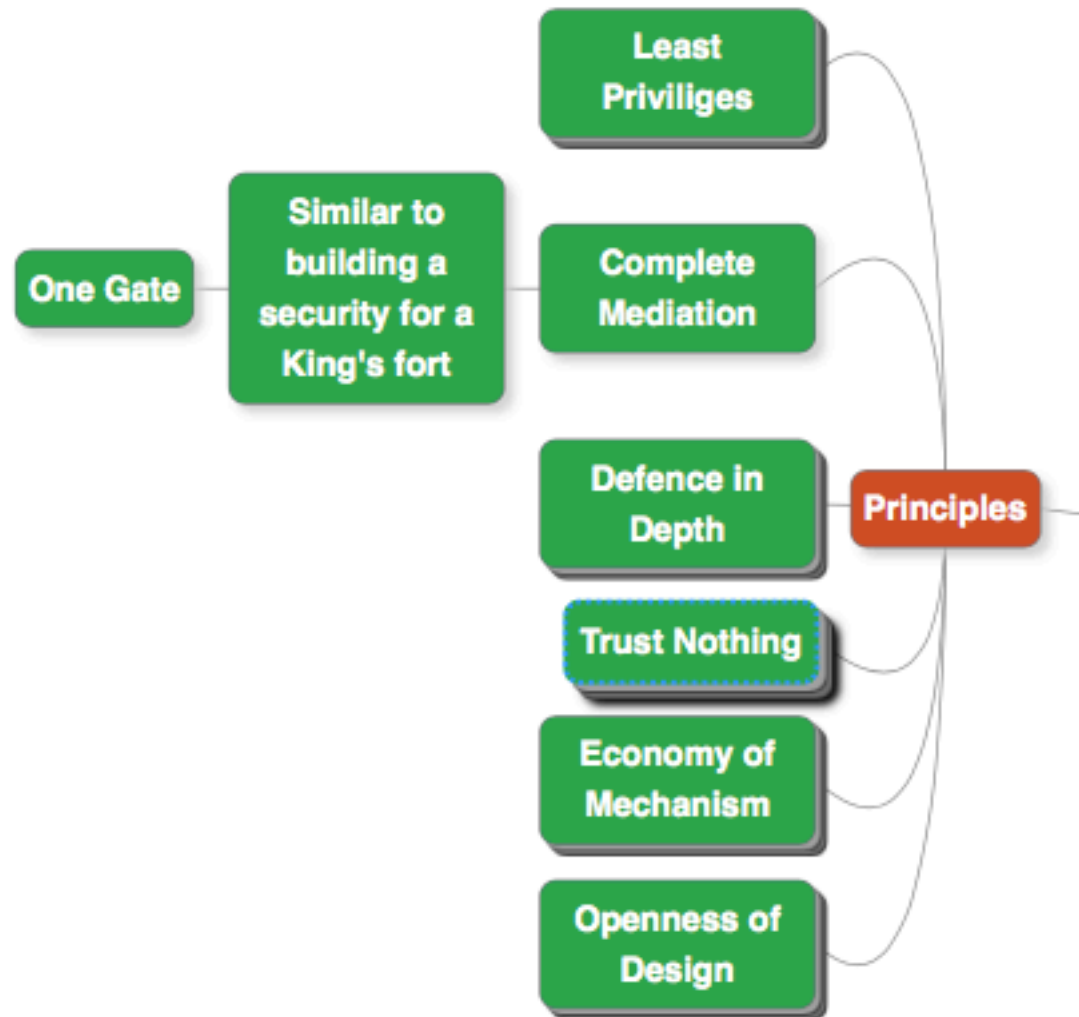 Least
Priviliges
One Gate
Similar to
building a
security for a
King's fort
Complete
Mediation
Defence in
Depth
Principles
Trust Nothing
Economy of
Mechanism
Openness of
Design